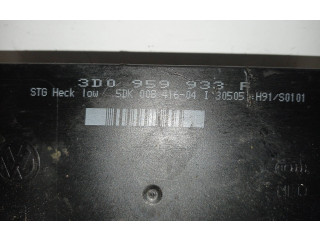 3D0 959 933 F
STG Heck low 5DK 008 416-04 I 30505 H91/S0101